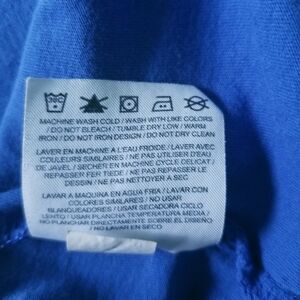 30C
MACHINE WASH COLD / WASH WITH LIKE COLORS
/ DO NOT BLEACH / TUMBLE DRY LOW / WARM
IRON / DO NOT IRON DESIGN / DO NOT DRY CLEAN
LAVER EN MACHINE A L'EAU FROIDE / LAVER AVEC
COULEURS SIMILAIRES / NE PAS UTILISER D'EAU
DE JAVEL / SECHER EN MACHINE CYCLE DELICAT /
REPASSER FER TIEDE / NE PAS REPASSER MOTIF /
NE PAS NETTOYER A SEC
LAVAR A MAQUINA EN AGUA FRIA / LAVAR CON
COLORES SIMILARES / NO USAR
BLANQUEADORES / USAR SECADORA CICLO
LENTO / USAR PLANCHA TEMPERATURA MEDIA /
NO PLANCHAR SOBRE EL DISEÑO
/ NO LAVAR EN SECO